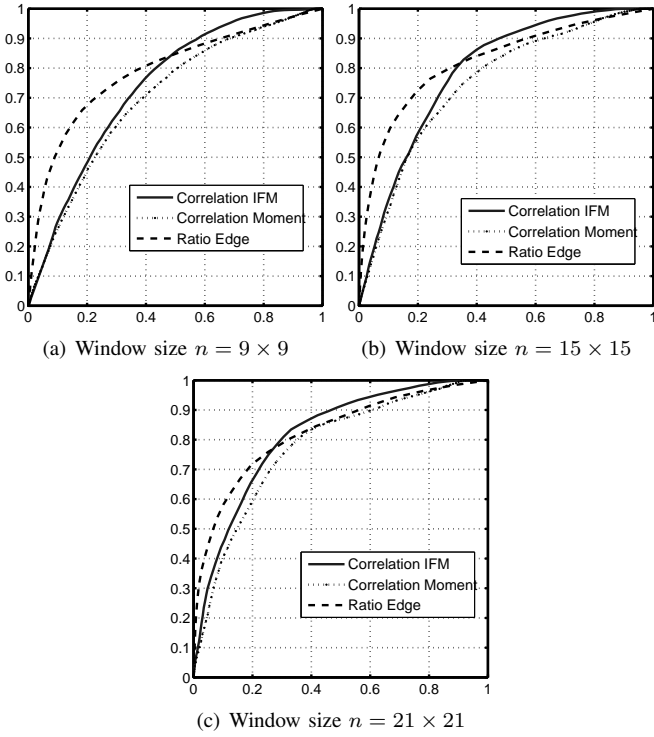 1
0.9
0.8
0.7
0.6
0.5
0.4
0.3
0.2
0.1
0
0 0.2 0.4 0.6 0.8 1
Correlation IFM
Correlation Moment
Ratio Edge
(a) Window size n = 9 × 9
1
0.9
0.8
0.7
0.6
0.5
0.4
0.3
0.2
0.1
0
0 0.2 0.4 0.6 0.8 1
Correlation IFM
Correlation Moment
Ratio Edge
(b) Window size n = 15 × 15
1
0.9
0.8
0.7
0.6
0.5
0.4
0.3
0.2
0.1
0
0 0.2 0.4 0.6 0.8 1
Correlation IFM
Correlation Moment
Ratio Edge
(c) Window size n = 21 × 21